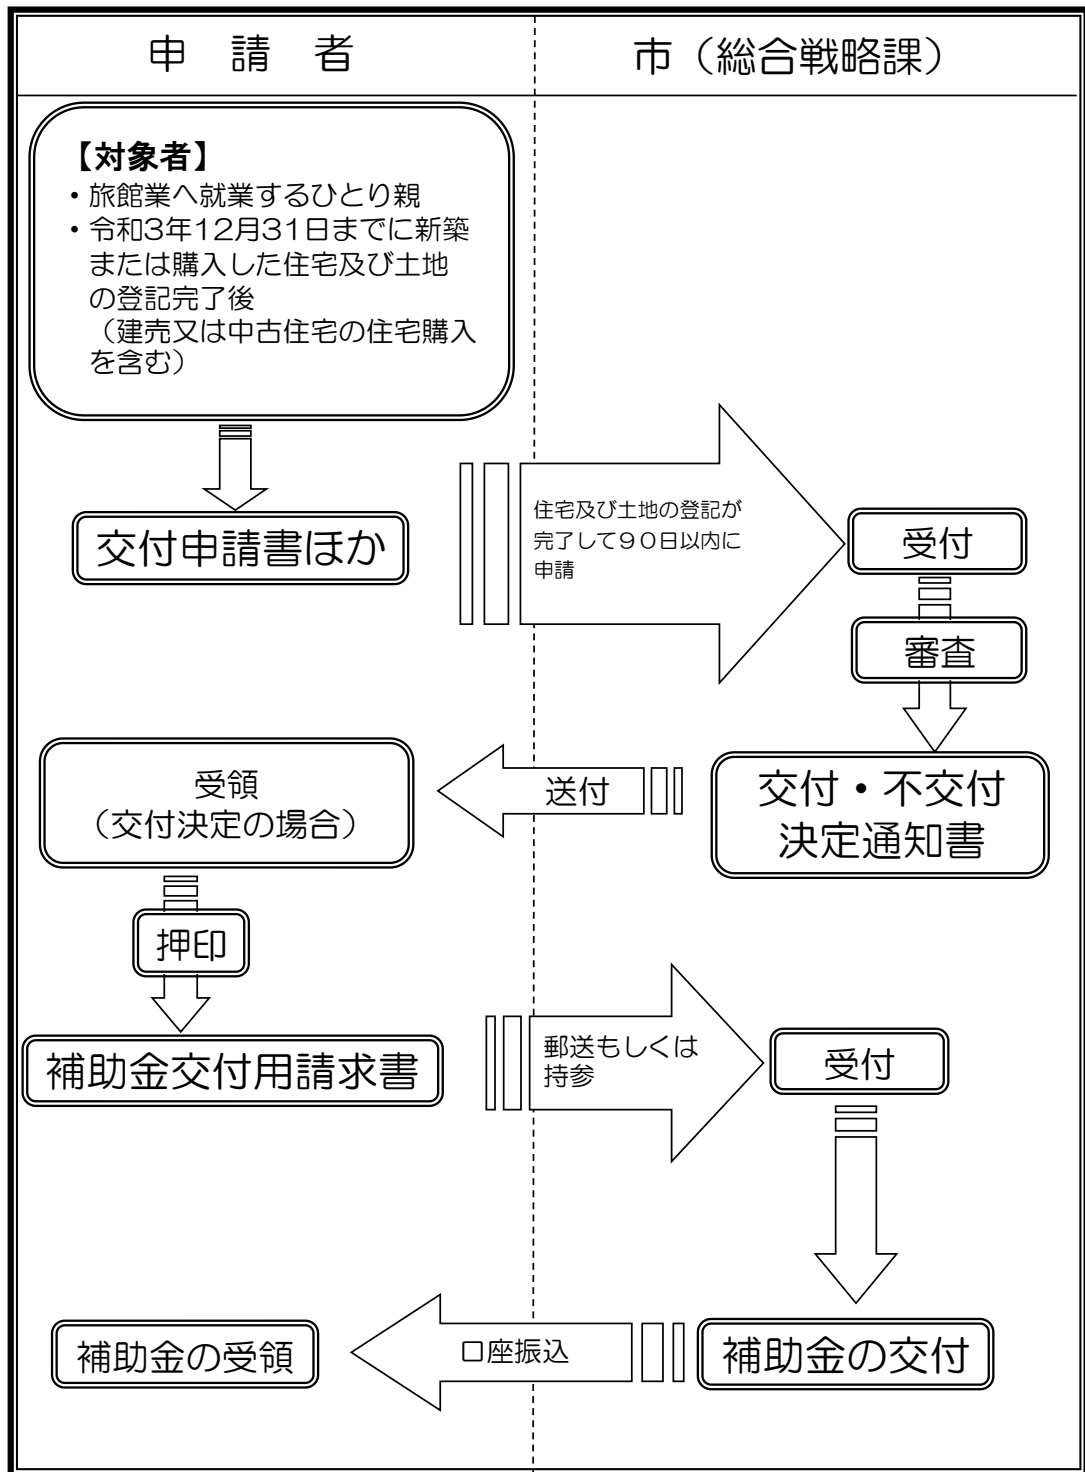 申請者
市（総合戦略課）
【対象者】
・旅館業へ就業するひとり親
・令和3年12月31日までに新築
または購入した住宅及び土地
の登記完了後
（建売又は中古住宅の住宅購入
を含む）
交付申請書ほか
住宅及び土地の登記が
完了して９０日以内に
申請
受付
審査
交付・不交付
決定通知書
送付
受領
（交付決定の場合）
押印
補助金交付用請求書
郵送もしくは
持参
受付
補助金の交付
口座振込
補助金の受領